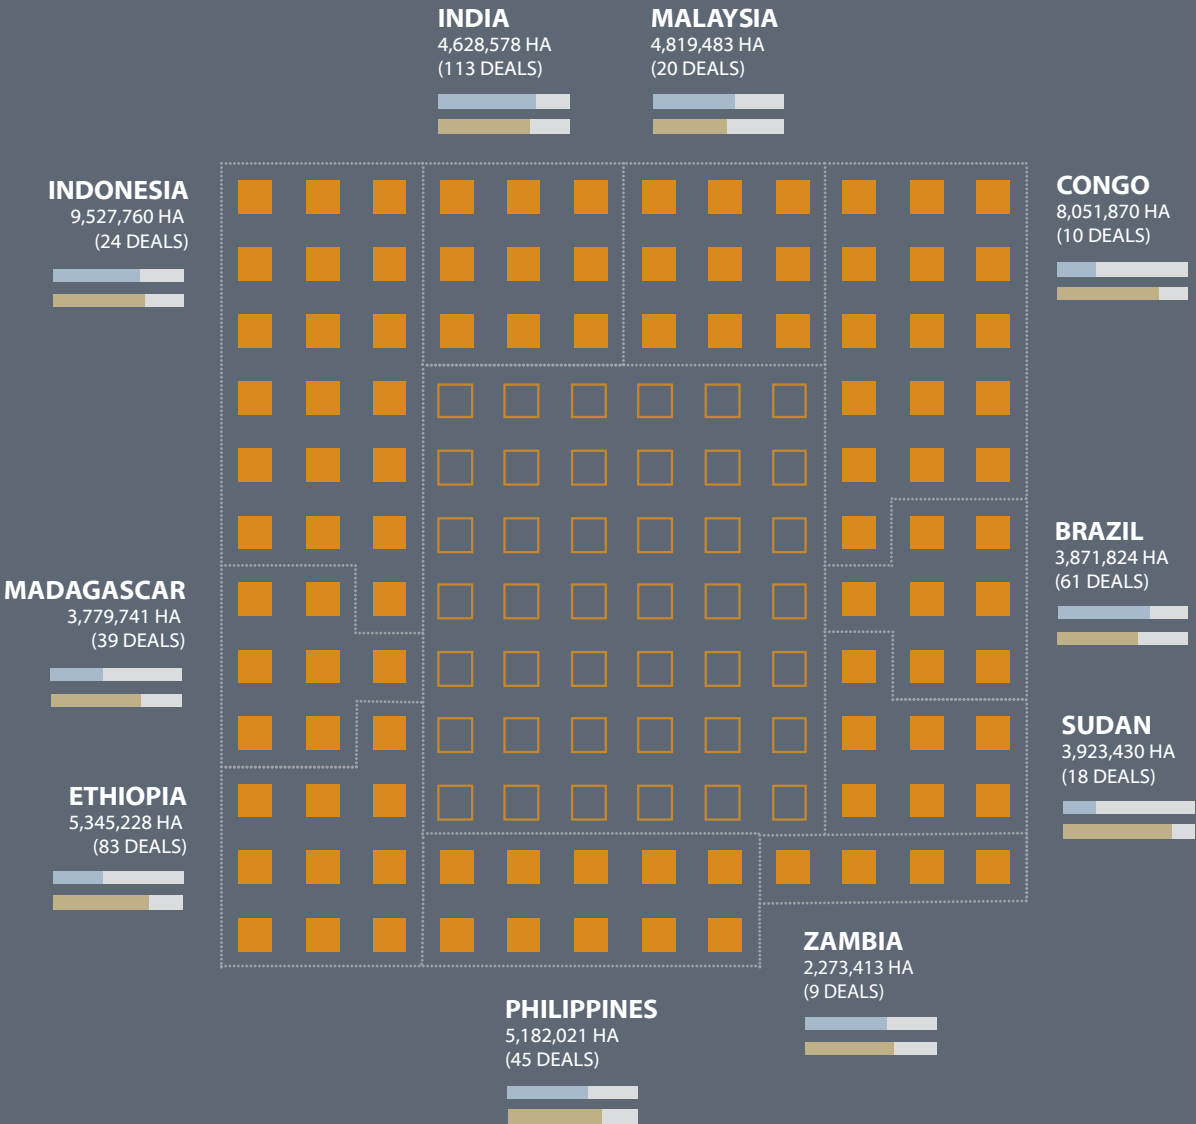 INDIA
4,628,578 HA
(113 DEALS)
MALAYSIA
4,819,483 HA
(20 DEALS)
INDONESIA
9,527,760 HA
(24 DEALS)
CONGO
8,051,870 HA
(10 DEALS)
BRAZIL
3,871,824 HA
(61 DEALS)
MADAGASCAR
3,779,741 HA
(39 DEALS)
SUDAN
3,923,430 HA
(18 DEALS)
ETHIOPIA
5,345,228 HA
(83 DEALS)
ZAMBIA
2,273,413 HA
(9 DEALS)
PHILIPPINES
5,182,021 HA
(45 DEALS)